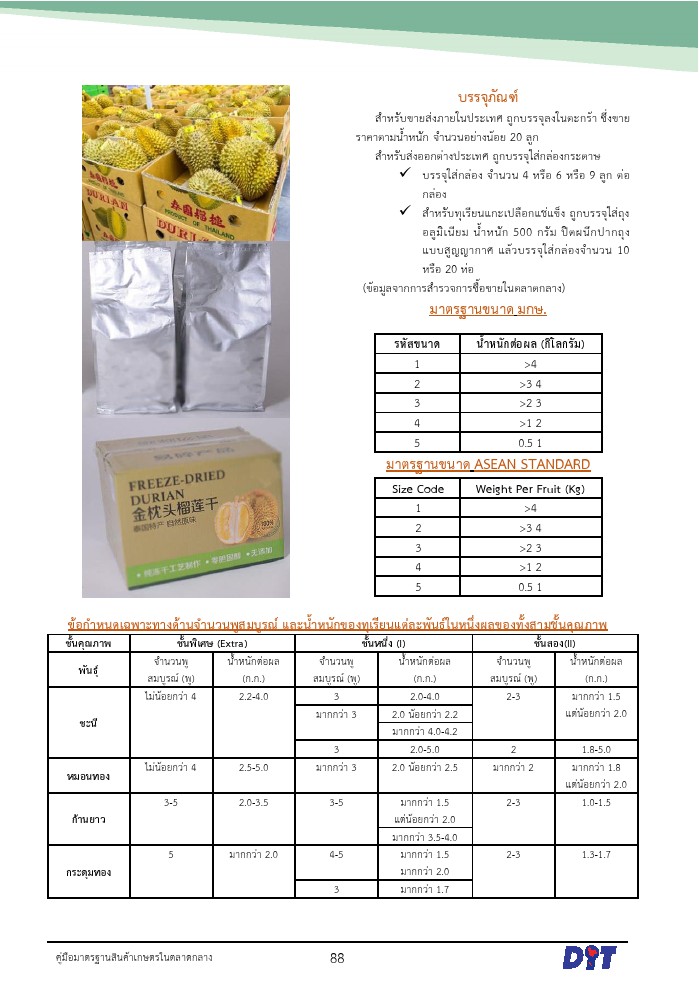 บรรจุภัณฑ์
สำหรับขายส่งภายในประเทศ ถูกบรรจุลงในตะกร้า ซึ่งขาย
ราคาตามน้ำหนัก จำนวนอย่างน้อย 20 ลูก
สำหรับส่งออกต่างประเทศ ถูกบรรจุใส่กล่องกระดาษ
✓ บรรจุใส่กล่อง จำนวน 4 หรือ 6 หรือ 9 ลูก ต่อ
กล่อง
✓ สำหรับทุเรียนแกะเปลือกแช่แข็ง ถูกบรรจุใส่ถุง
อลูมิเนียม น้ำหนัก 500 กรัม ปิดผนึกปากถุง
แบบสูญญากาศ แล้วบรรจุใส่กล่องจำนวน 10
หรือ 20 ห่อ
(ข้อมูลจากการสำรวจการซื้อขายในตลาดกลาง)
DURIAN
泰国榴梿
PRODUCT OF THAILAND
DURI
FREEZE-DRIED
DURIAN
金枕头榴莲干
泰国特产 自然原味
100%
มาตรฐานขนาด มกษ.
รหัสขนาด น้ำหนักต่อผล (กิโลกรัม)
1 >4
2 >3 4
3 >2 3
4 >1 2
5 0.5 1
มาตรฐานขนาด ASEAN STANDARD
Size Code Weight Per Fruit (Kg)
1 >4
2 >3 4
3 >2 3
4 >1 2
5 0.5 1
ข้อกำหนดเฉพาะทางด้านจำนวนพูสมบูรณ์ และน้ำหนักของทุเรียนแต่ละพันธุ์ในหนึ่งผลของทั้งสามชั้นคุณภาพ
ชั้นคุณภาพ ชั้นพิเศษ (Extra) ชั้นหนึ่ง (I) ชั้นสอง(II)
พันธุ์ จำนวนพู น้ำหนักต่อผล จำนวนพู น้ำหนักต่อผล จำนวนพู น้ำหนักต่อผล
สมบูรณ์ (พู) (ก.ก.) สมบูรณ์ (พู) (ก.ก.) สมบูรณ์ (พู) (ก.ก.)
ชะนี ไม่น้อยกว่า 4 2.2-4.0 3 2.0-4.0 2-3 มากกว่า 1.5
มากกว่า 3 2.0 น้อยกว่า 2.2 แต่น้อยกว่า 2.0
มากกว่า 4.0-4.2
3 2.0-5.0 2 1.8-5.0
หมอนทอง ไม่น้อยกว่า 4 2.5-5.0 มากกว่า 3 2.0 น้อยกว่า 2.5 มากกว่า 2 มากกว่า 1.8
แต่น้อยกว่า 2.0
ก้านยาว 3-5 2.0-3.5 3-5 มากกว่า 1.5 2-3 1.0-1.5
แต่น้อยกว่า 2.0
มากกว่า 3.5-4.0
กระดุมทอง 5 มากกว่า 2.0 4-5 มากกว่า 1.5 2-3 1.3-1.7
มากกว่า 2.0
3 มากกว่า 1.7
คู่มือมาตรฐานสินค้าเกษตรในตลาดกลาง 88 DIT